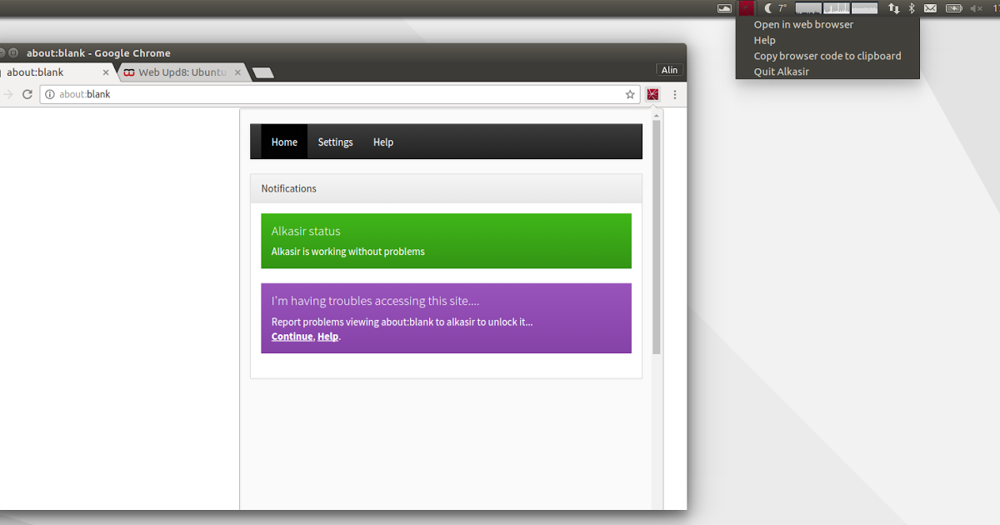 7°
Open in web browser
Help
Copy browser code to clipboard
Quit Alkasir
about:blank - Google Chrome
about:blank
Web Upd8: Ubuntu
Alin
about:blank
Home Settings Help
Notifications
Alkasir status
Alkasir is working without problems
I'm having troubles accessing this site....
Report problems viewing about:blank to alkasir to unlock it...
Continue, Help.